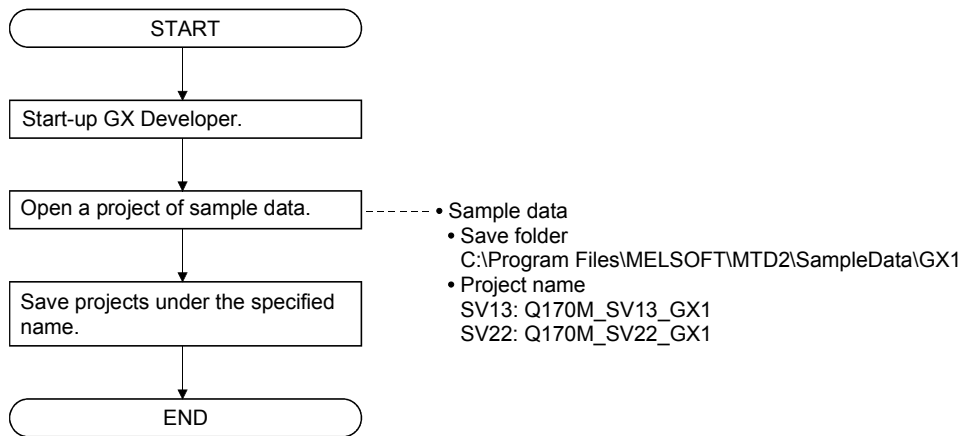 START
Start-up GX Developer.
Open a project of sample data.
• Sample data
• Save folder
C:\Program Files\MELSOFT\MTD2\SampleData\GX1
• Project name
SV13: Q170M_SV13_GX1
SV22: Q170M_SV22_GX1
Save projects under the specified
name.
END